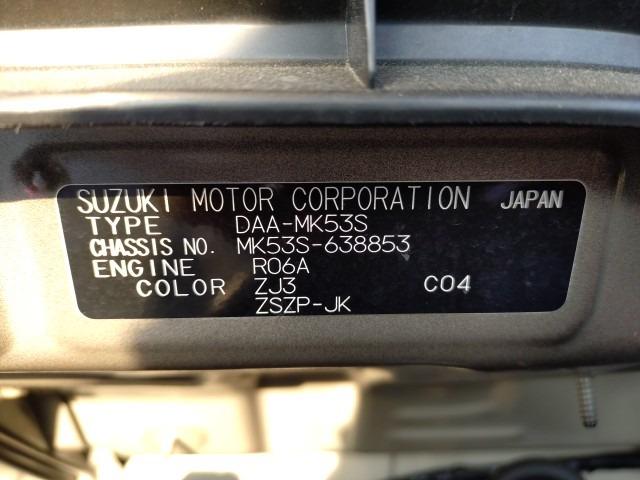 SUZUKI MOTOR CORPORATION JAPAN
TYPE DAA-MK53S
CHASSIS NO. MK53S-638853
ENGINE R06A
COLOR ZJ3 C04
ZSZP-JK